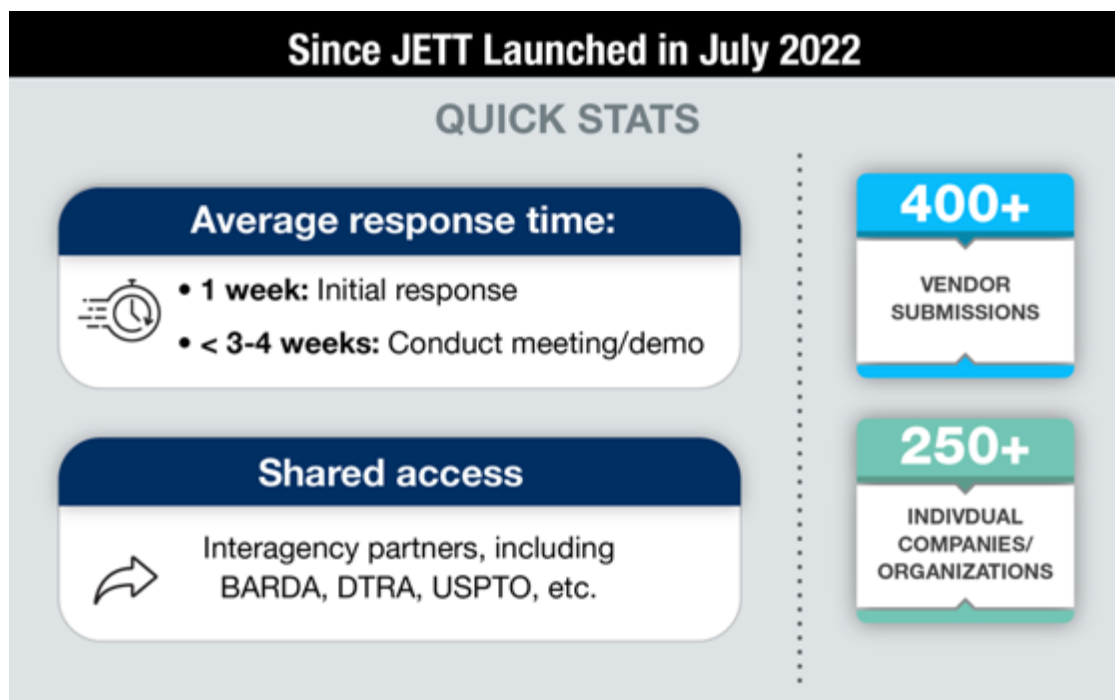 Since JETT Launched in July 2022
QUICK STATS
Average response time:
• 1 week: Initial response
• < 3-4 weeks: Conduct meeting/demo
Shared access
Interagency partners, including
BARDA, DTRA, USPTO, etc.
400+
VENDOR
SUBMISSIONS
250+
INDIVDUAL
COMPANIES/
ORGANIZATIONS